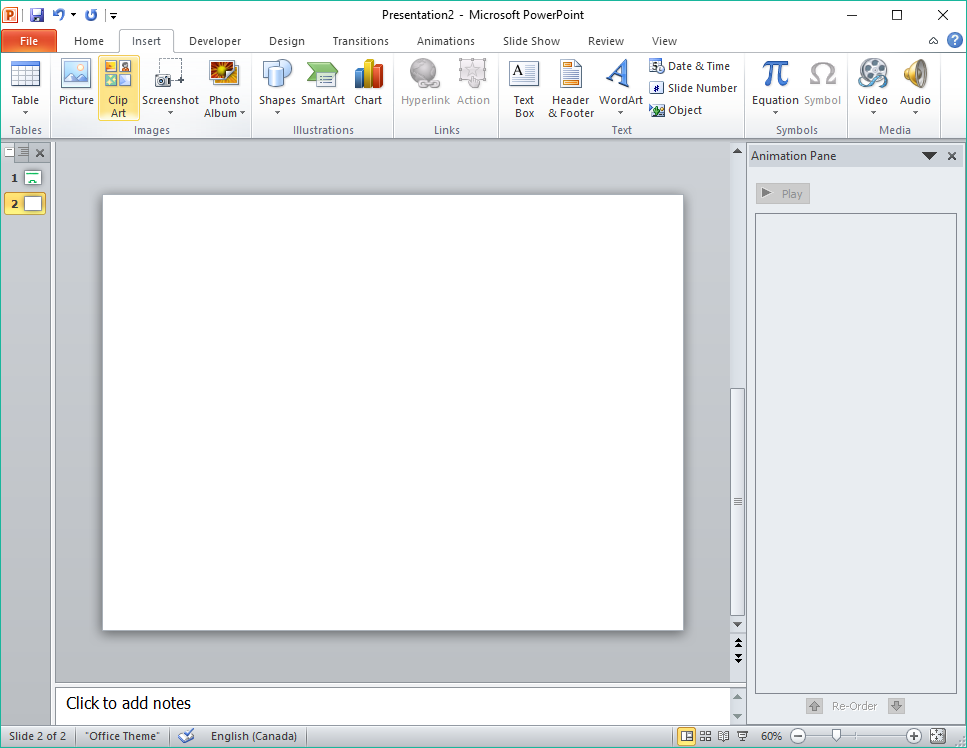 Presentation2 - Microsoft PowerPoint
File Home Insert Developer Design Transitions Animations Slide Show Review View
Table
Picture
Clip
Art
Screenshot
Photo
Album
Shapes
SmartArt
Chart
Hyperlink
Action
Text
Box
Header
& Footer
WordArt
Date & Time
Slide Number
Object
Equation
Symbol
Video
Audio
Tables Images Illustrations Links Text Symbols Media
1
2
Animation Pane
Play
Re-Order
Click to add notes
Slide 2 of 2 "Office Theme" English (Canada) 60%